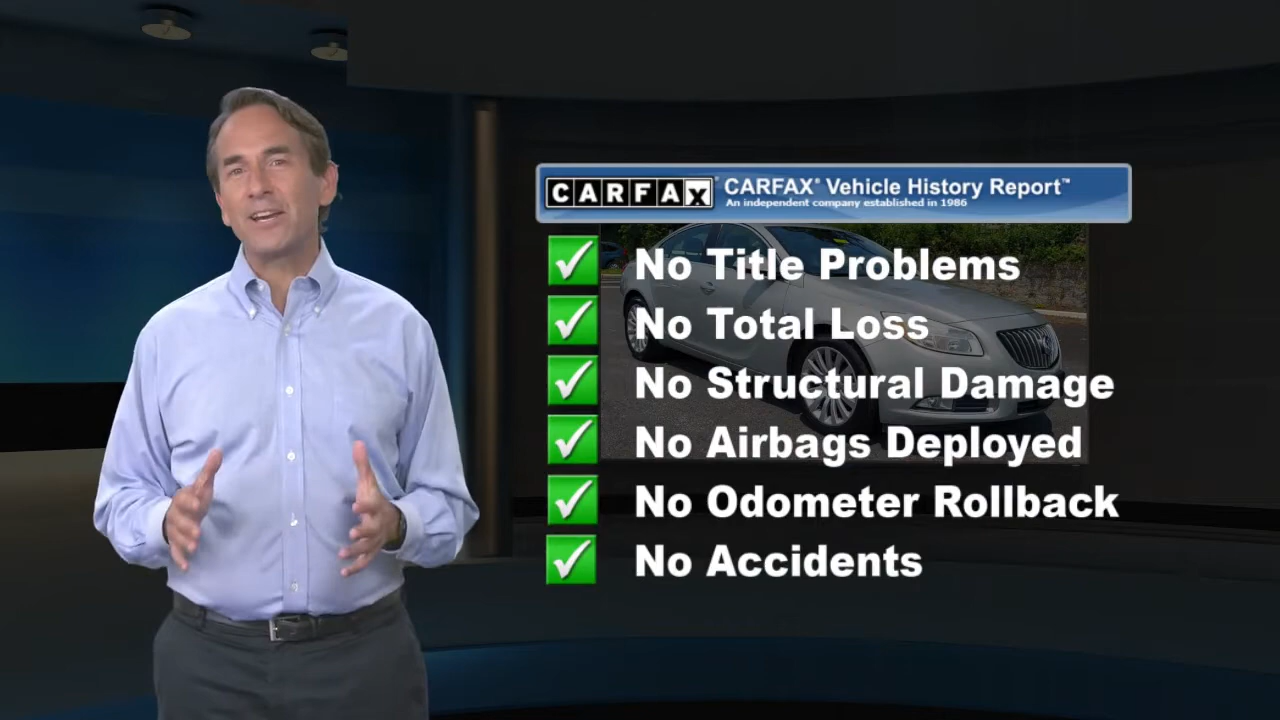 CARFAX
CARFAX® Vehicle History Report™
An independent company established in 1986
No Title Problems
No Total Loss
No Structural Damage
No Airbags Deployed
No Odometer Rollback
No Accidents